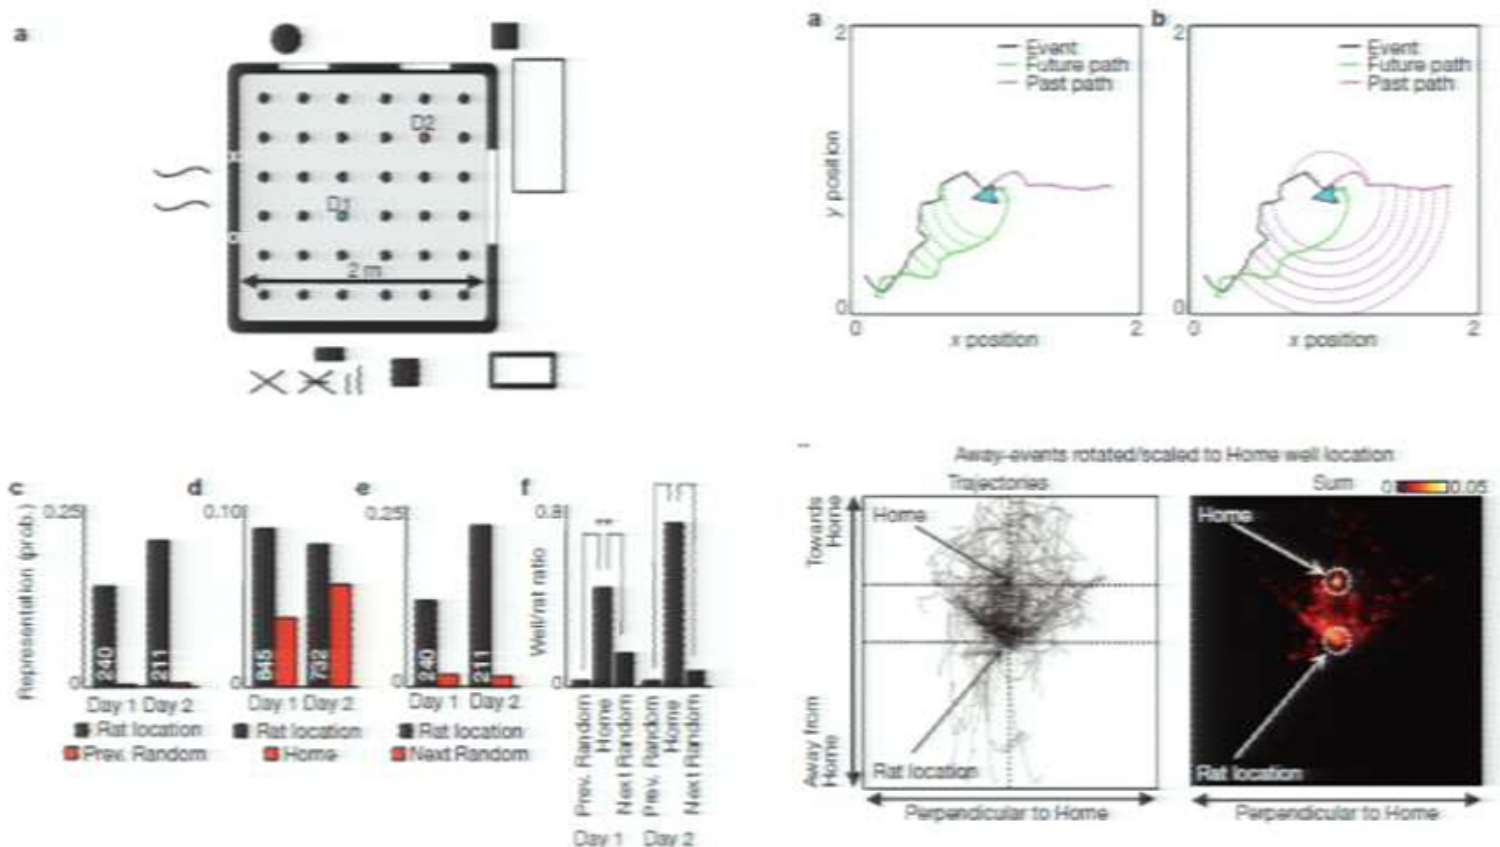 a
D2
D1
2 m
a
2
Event
Future path
Past path
y position
0
0
2
x position
b
2
Event
Future path
Past path
0
0
2
x position
c
0.25
Representation (prob.)
240
211
0
Day 1 Day 2
Rat location
Prev. Random
d
0.10
845
732
0
Day 1 Day 2
Rat location
Home
e
0.25
240
211
0
Day 1 Day 2
Rat location
Next Random
f
0.8
Well/rat ratio
**
0
Prev. Random
Home
Next Random
Prev. Random
Home
Next Random
Day 1
Day 2
Away-events rotated/scaled to Home well location
Trajectories
Sum 0 0.05
Towards Home
Away from Home
Home
Rat location
Perpendicular to Home
Home
Rat location
Perpendicular to Home